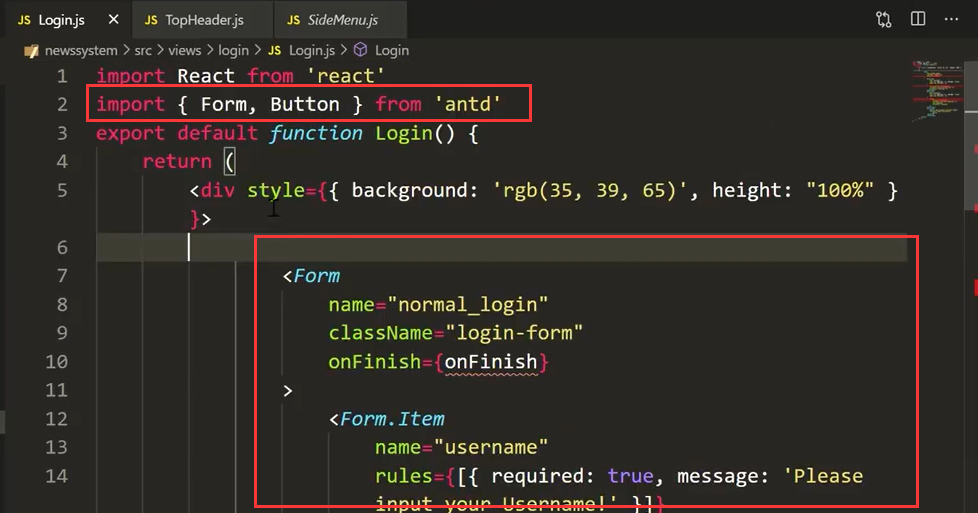 JS Login.js × JS TopHeader.js JS SideMenu.js ...
newssystem > src > views > login > JS Login.js > Login
1 import React from 'react'
2 import { Form, Button } from 'antd'
3 export default function Login() {
4 return (
5 <div style={{ background: 'rgb(35, 39, 65)', height: "100%" }
}>
6
7 <Form
8 name="normal_login"
9 className="login-form"
10 onFinish={onFinish}
11 >
12 <Form.Item
13 name="username"
14 rules={[{ required: true, message: 'Please
input your Username!' }]}